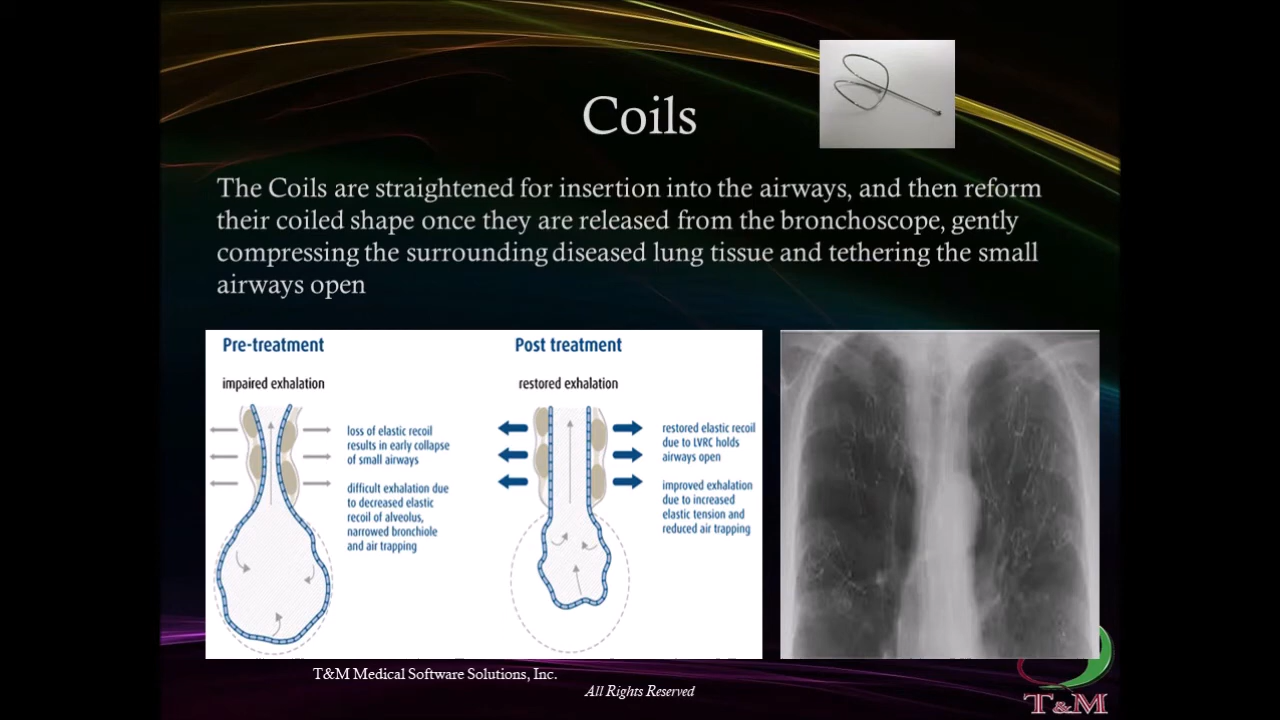 Coils
The Coils are straightened for insertion into the airways, and then reform
their coiled shape once they are released from the bronchoscope, gently
compressing the surrounding diseased lung tissue and tethering the small
airways open
Pre-treatment
impaired exhalation
loss of elastic recoil
results in early collapse
of small airways
difficult exhalation due
to decreased elastic
recoil of alveolus,
narrowed bronchiole
and air trapping
Post treatment
restored exhalation
restored elastic recoil
due to LVRC holds
airways open
improved exhalation
due to increased
elastic tension and
reduced air trapping
T&M Medical Software Solutions, Inc.
All Rights Reserved
T&M